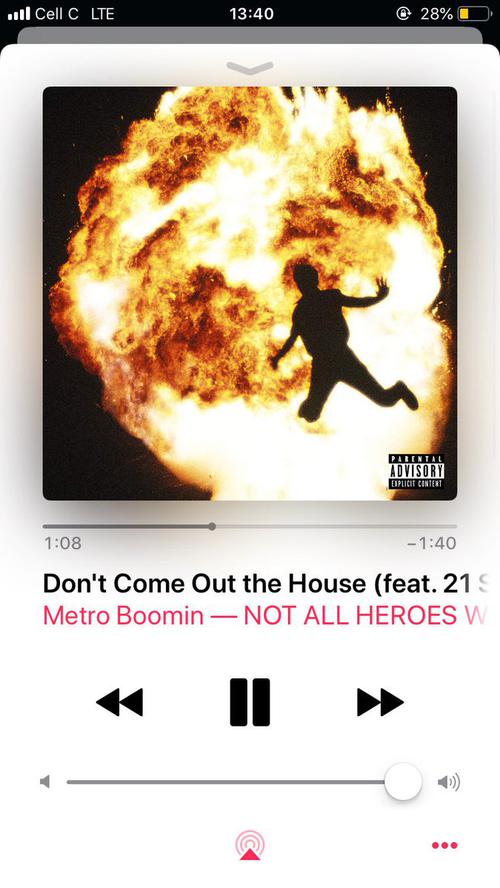 Cell C LTE 13:40 28%
PARENTAL
ADVISORY
EXPLICIT CONTENT
1:08 −1:40
Don't Come Out the House (feat. 21 S
Metro Boomin — NOT ALL HEROES W